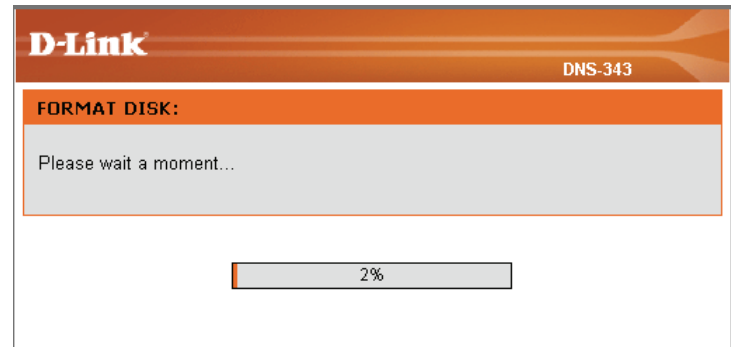 D-Link
DNS-343
FORMAT DISK:
Please wait a moment...
2%